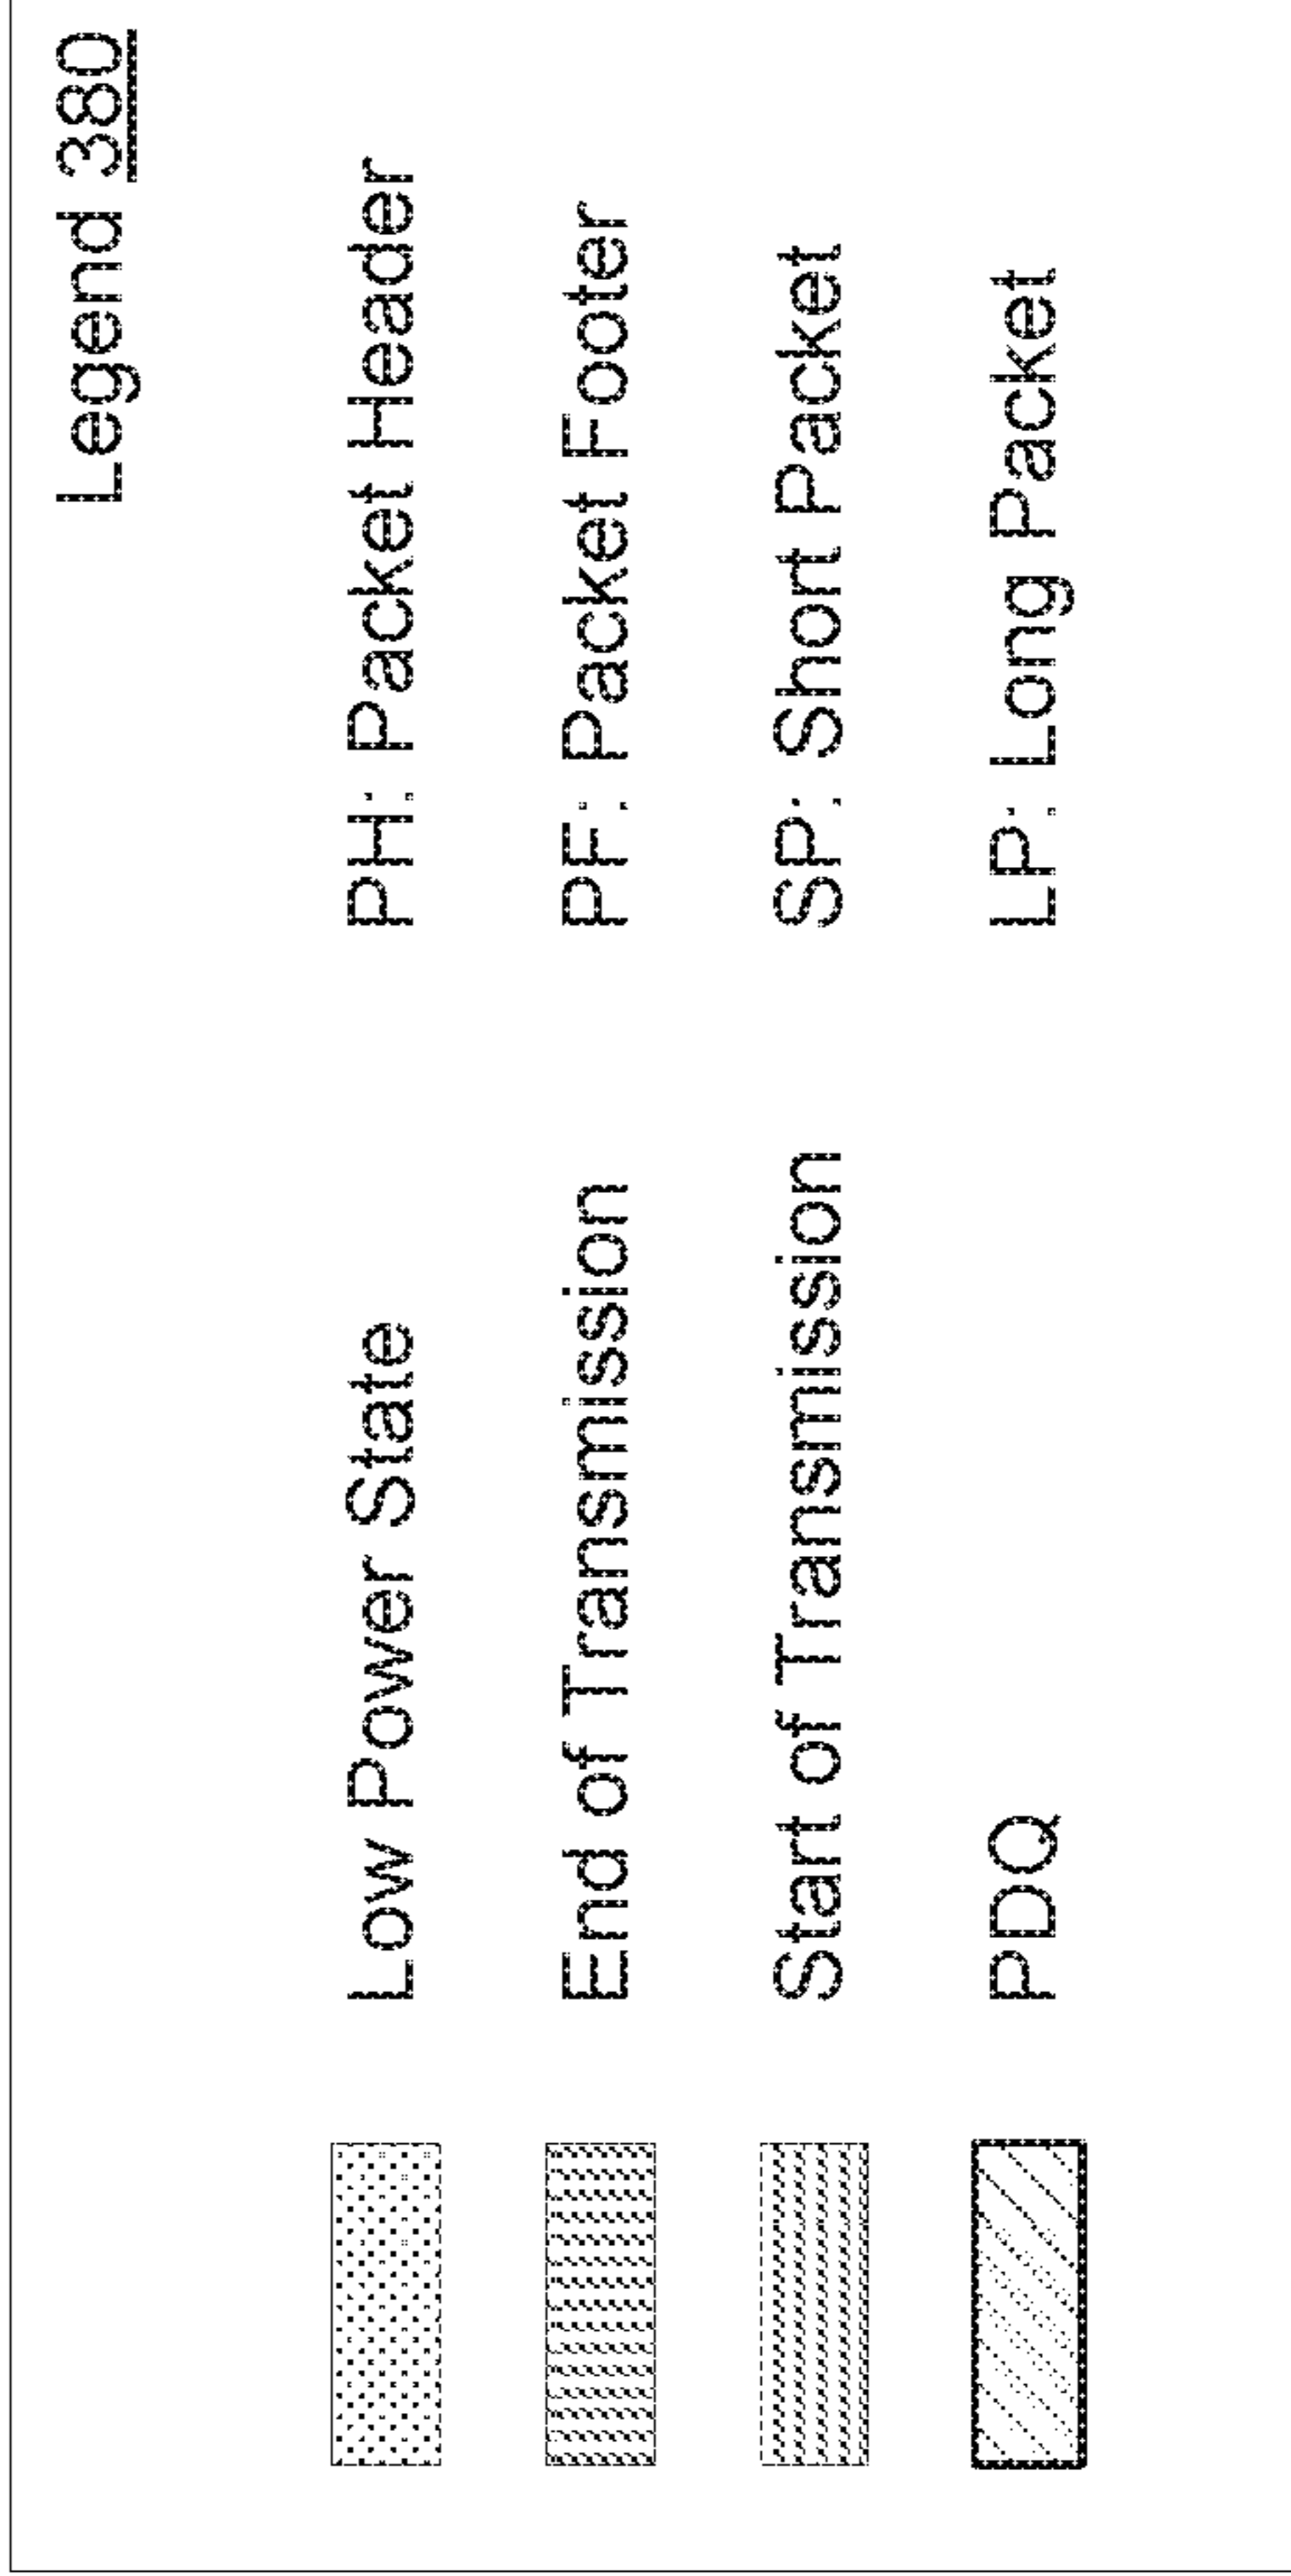 Legend 380
Low Power State PH: Packet Header
End of Transmission PF: Packet Footer
Start of Transmission SP: Short Packet
PDQ LP: Long Packet